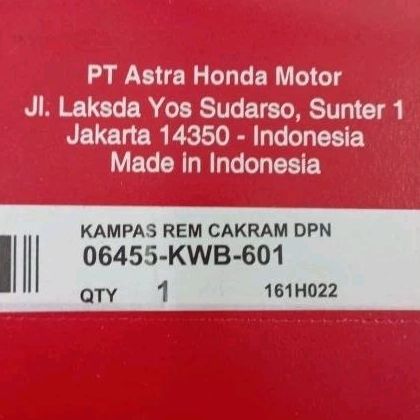 PT Astra Honda Motor
Jl. Laksda Yos Sudarso, Sunter 1
Jakarta 14350 - Indonesia
Made in Indonesia
KAMPAS REM CAKRAM DPN
06455-KWB-601
QTY 1 161H022